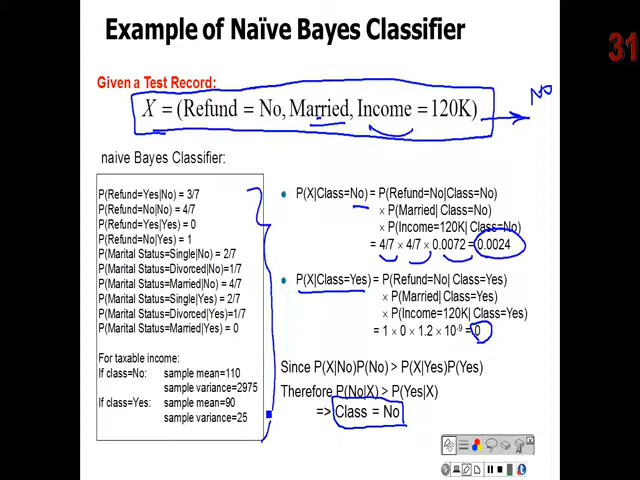 Example of Naïve Bayes Classifier
31
Given a Test Record:
X = (Refund = No, Married, Income = 120K)
No
naive Bayes Classifier:
P(Refund=Yes|No) = 3/7
P(Refund=No|No) = 4/7
P(Refund=Yes|Yes) = 0
P(Refund=No|Yes) = 1
P(Marital Status=Single|No) = 2/7
P(Marital Status=Divorced|No)=1/7
P(Marital Status=Married|No) = 4/7
P(Marital Status=Single|Yes) = 2/7
P(Marital Status=Divorced|Yes)=1/7
P(Marital Status=Married|Yes) = 0
For taxable income:
If class=No: sample mean=110
sample variance=2975
If class=Yes: sample mean=90
sample variance=25
• P(X|Class=No) = P(Refund=No|Class=No)
× P(Married| Class=No)
× P(Income=120K| Class=No)
= 4/7 × 4/7 × 0.0072 = 0.0024
• P(X|Class=Yes) = P(Refund=No| Class=Yes)
× P(Married| Class=Yes)
× P(Income=120K| Class=Yes)
= 1 × 0 × 1.2 × 10⁻⁹ = 0
Since P(X|No)P(No) > P(X|Yes)P(Yes)
Therefore P(No|X) > P(Yes|X)
=> Class = No